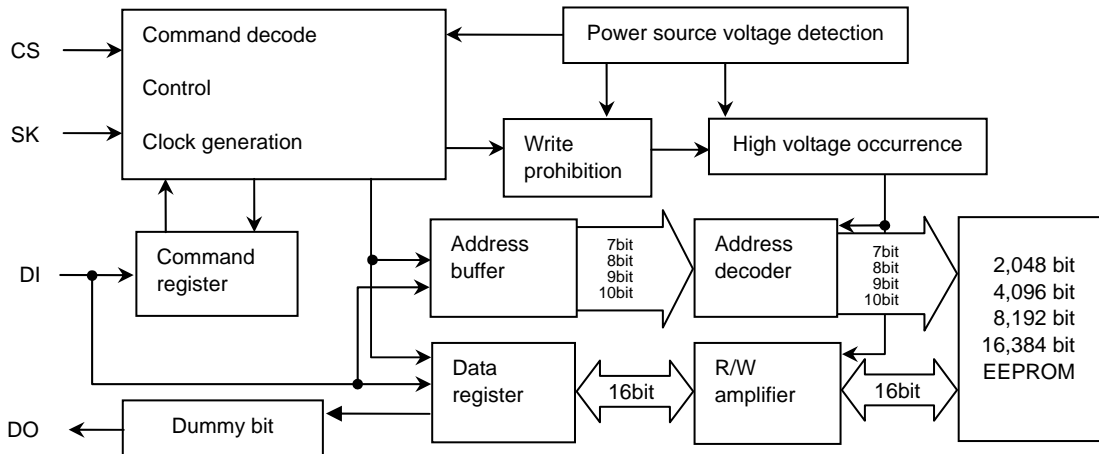 CS
SK
DI
DO
Command decode
Control
Clock generation
Power source voltage detection
Write
prohibition
High voltage occurrence
Command
register
Address
buffer
7bit
8bit
9bit
10bit
Address
decoder
7bit
8bit
9bit
10bit
2,048 bit
4,096 bit
8,192 bit
16,384 bit
EEPROM
Data
register
16bit
R/W
amplifier
16bit
Dummy bit